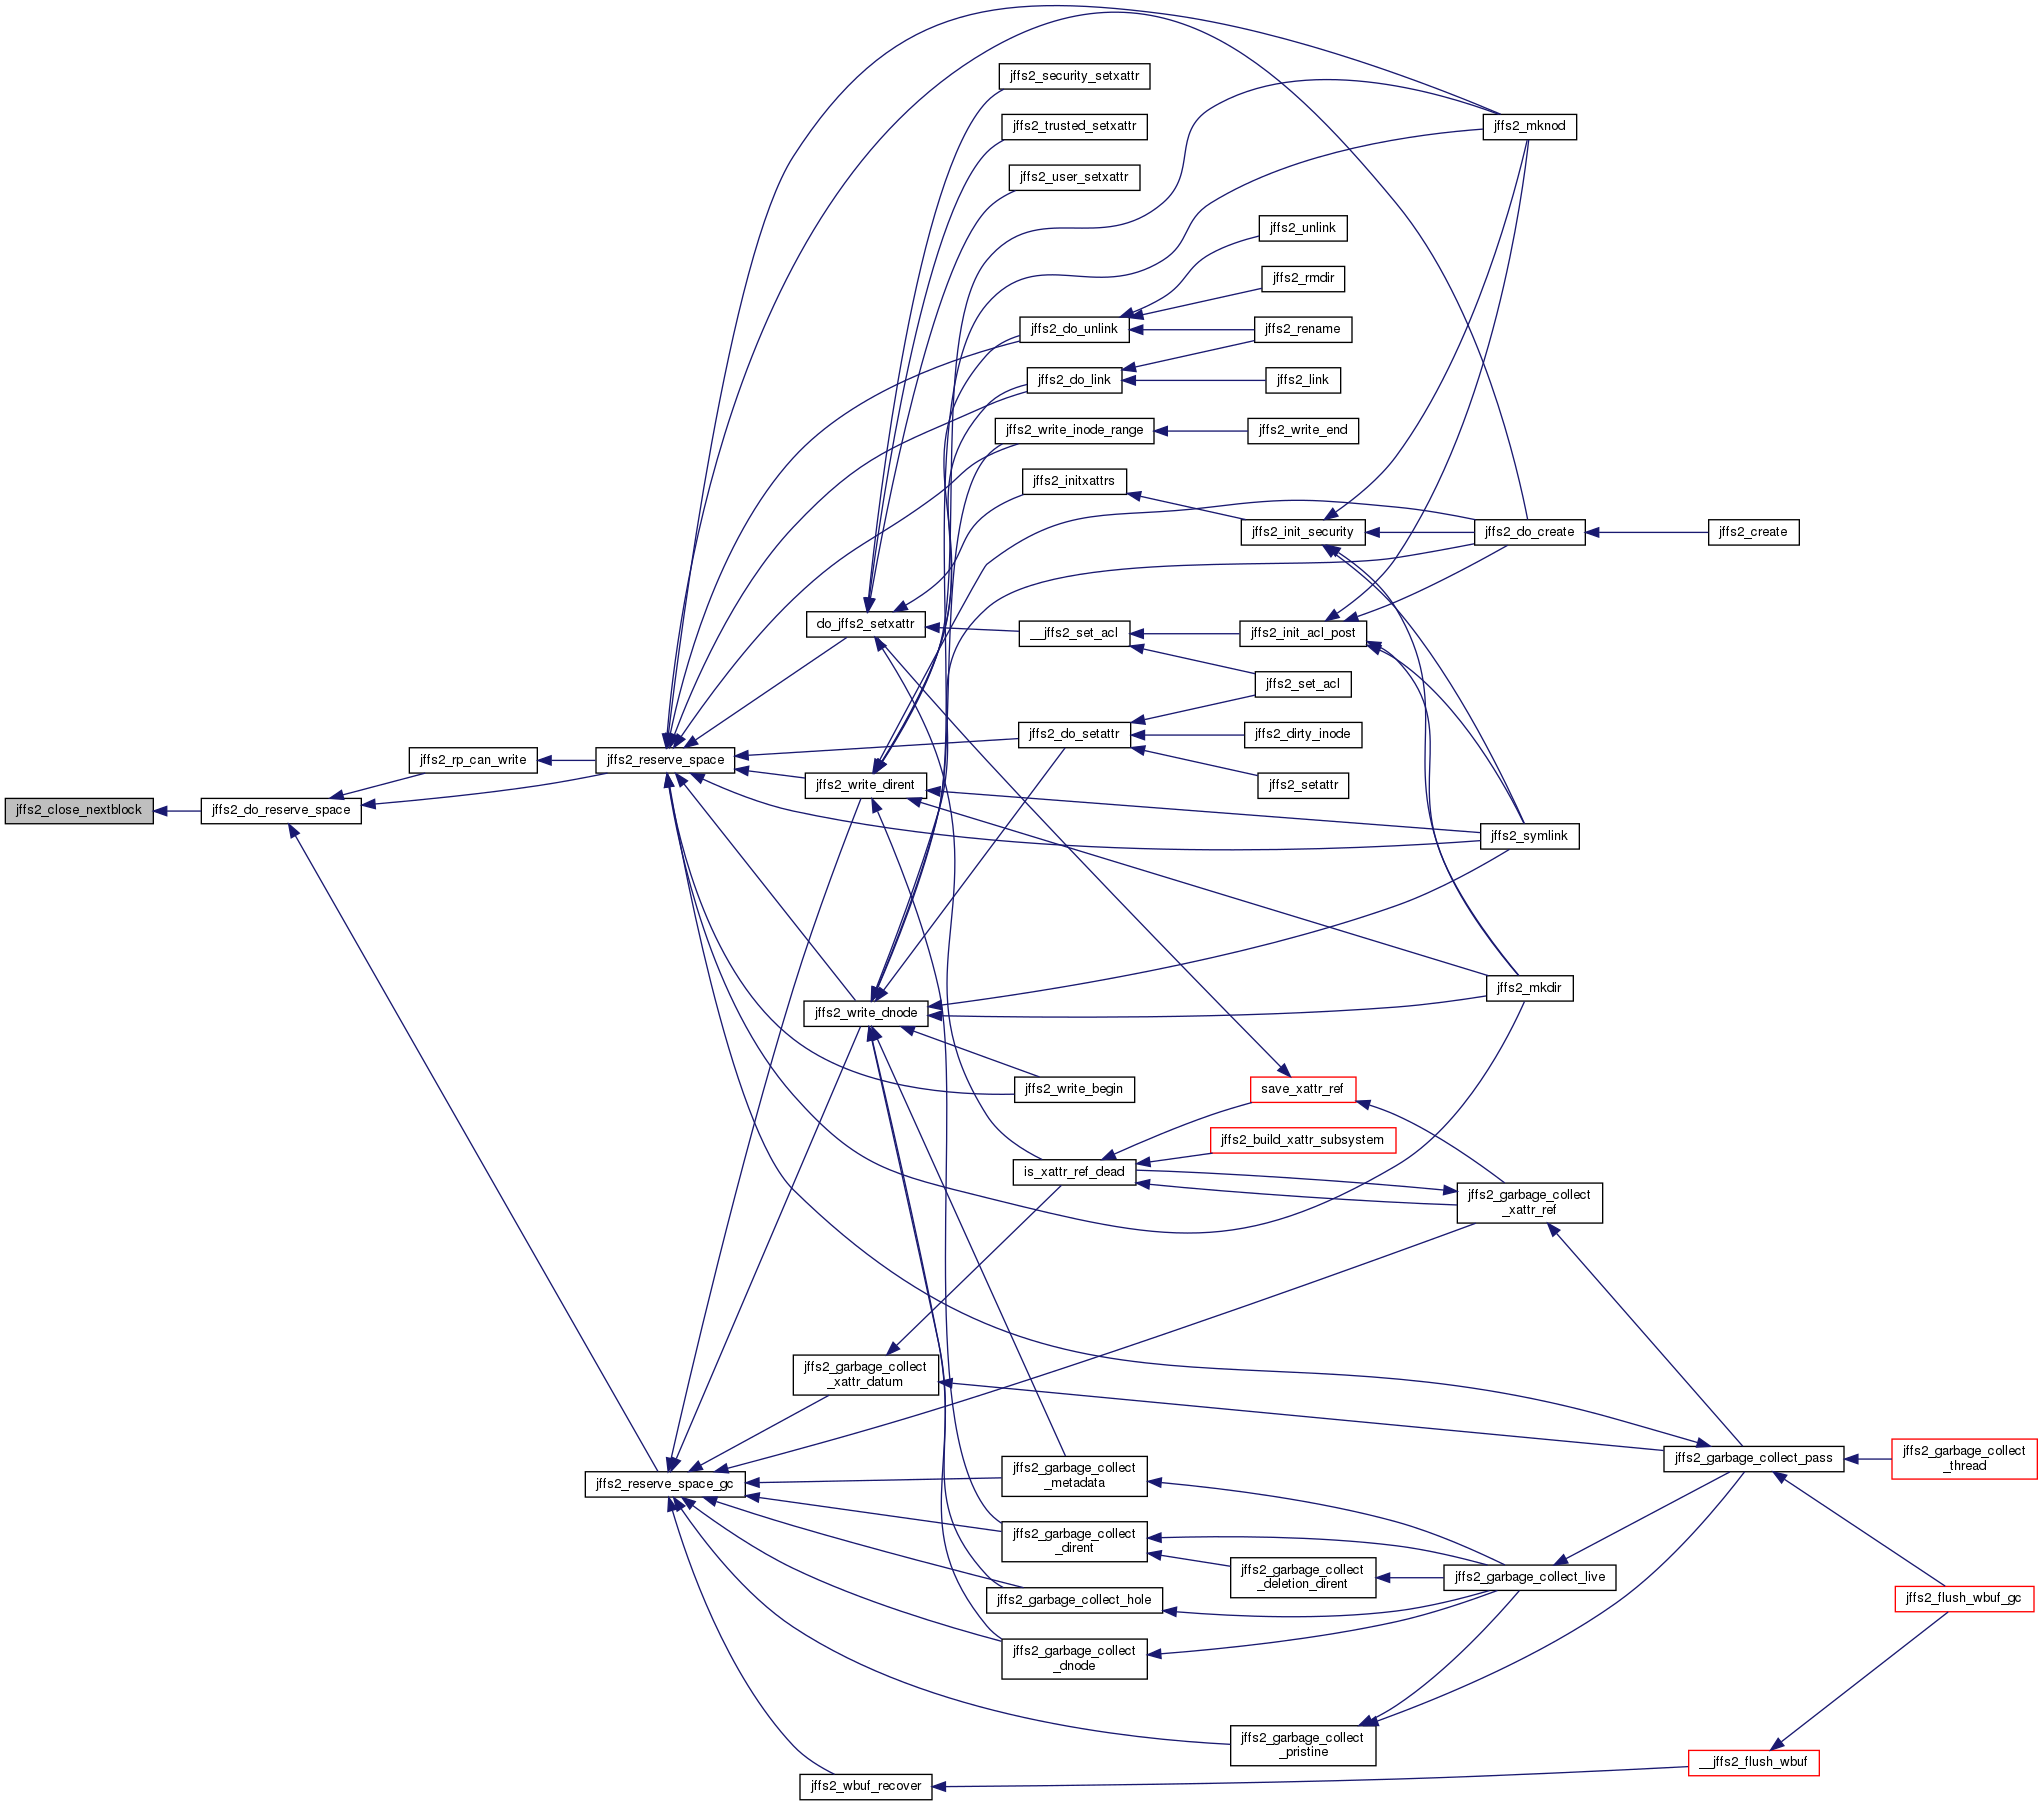 jffs2_security_setxattr
jffs2_trusted_setxattr
jffs2_mknod
jffs2_user_setxattr
jffs2_unlink
jffs2_rmdir
jffs2_do_unlink
jffs2_rename
jffs2_do_link
jffs2_link
jffs2_write_inode_range
jffs2_write_end
jffs2_initxattrs
jffs2_init_security
jffs2_do_create
jffs2_create
do_jffs2_setxattr
__jffs2_set_acl
jffs2_init_acl_post
jffs2_set_acl
jffs2_do_setattr
jffs2_dirty_inode
jffs2_rp_can_write
jffs2_reserve_space
jffs2_write_dirent
jffs2_setattr
jffs2_close_nextblock
jffs2_do_reserve_space
jffs2_symlink
jffs2_mkdir
jffs2_write_dnode
jffs2_write_begin
save_xattr_ref
jffs2_build_xattr_subsystem
is_xattr_ref_dead
jffs2_garbage_collect
_xattr_ref
jffs2_garbage_collect
_xattr_datum
jffs2_reserve_space_gc
jffs2_garbage_collect
_metadata
jffs2_garbage_collect_pass
jffs2_garbage_collect
_thread
jffs2_garbage_collect
_dirent
jffs2_garbage_collect
_deletion_dirent
jffs2_garbage_collect_live
jffs2_garbage_collect_hole
jffs2_flush_wbuf_gc
jffs2_garbage_collect
_dnode
jffs2_garbage_collect
_pristine
__jffs2_flush_wbuf
jffs2_wbuf_recover